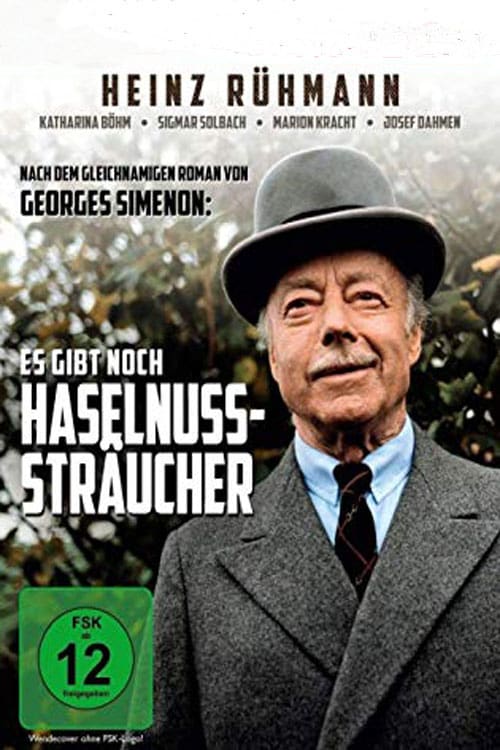 HEINZ RÜHMANN
KATHARINA BÖHM • SIGMAR SOLBACH • MARION KRACHT • JOSEF DAHMEN
NACH DEM GLEICHNAMIGEN ROMAN VON
GEORGES SIMENON:
ES GIBT NOCH
HASELNUSS-
STRÄUCHER
FSK
ab
12
freigegeben
Wendecover ohne FSK-Logo!